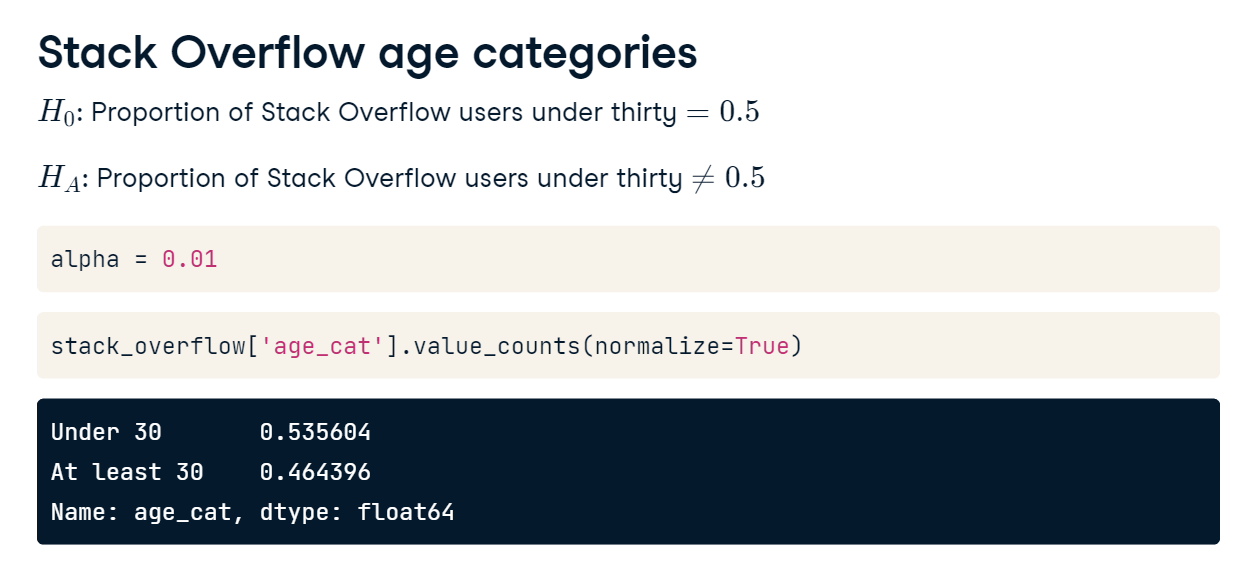 Stack Overflow age categories
H₀: Proportion of Stack Overflow users under thirty = 0.5
H_A: Proportion of Stack Overflow users under thirty ≠ 0.5
alpha = 0.01
stack_overflow['age_cat'].value_counts(normalize=True)
Under 30       0.535604
At least 30    0.464396
Name: age_cat, dtype: float64